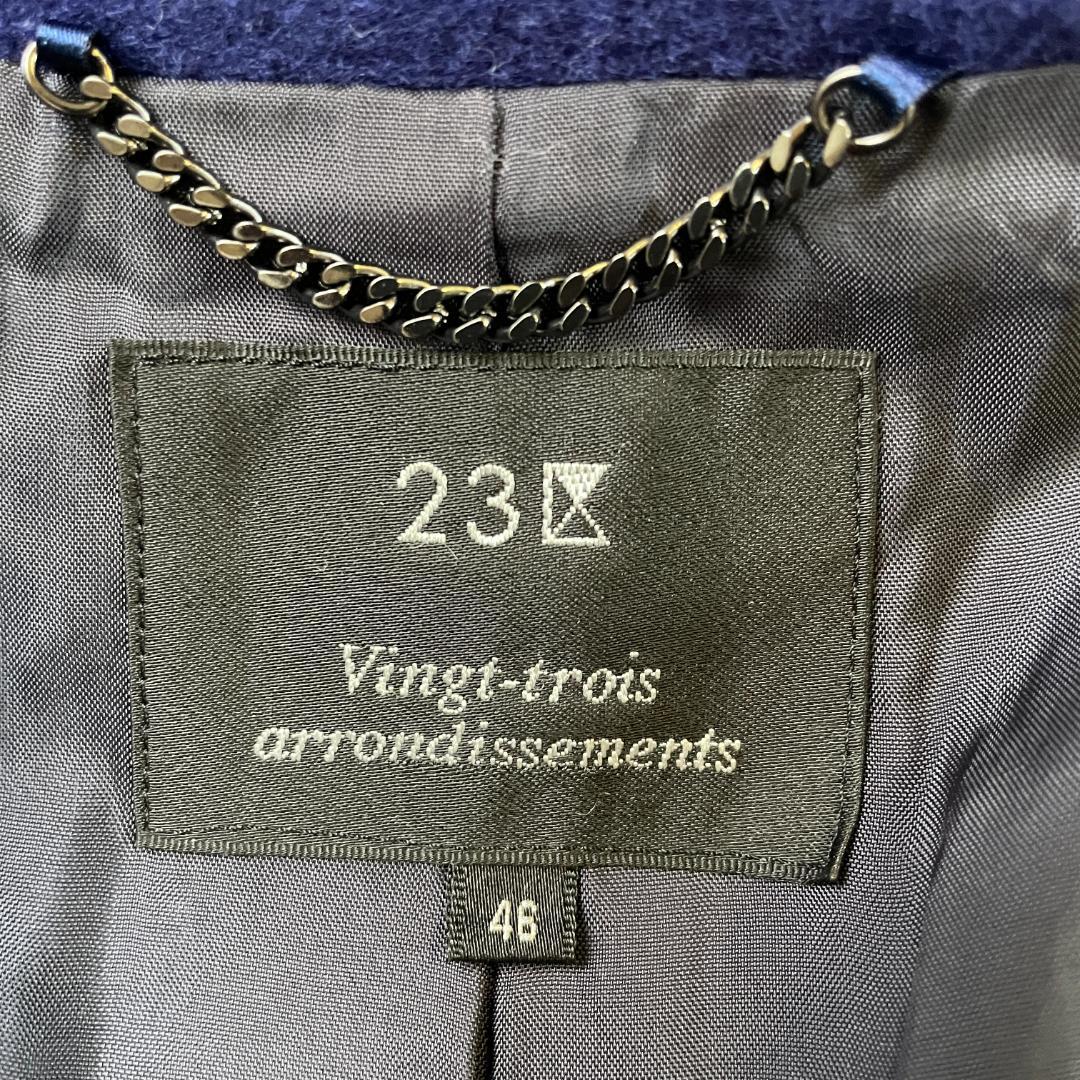 23区
Vingt-trois
arrondissements
46